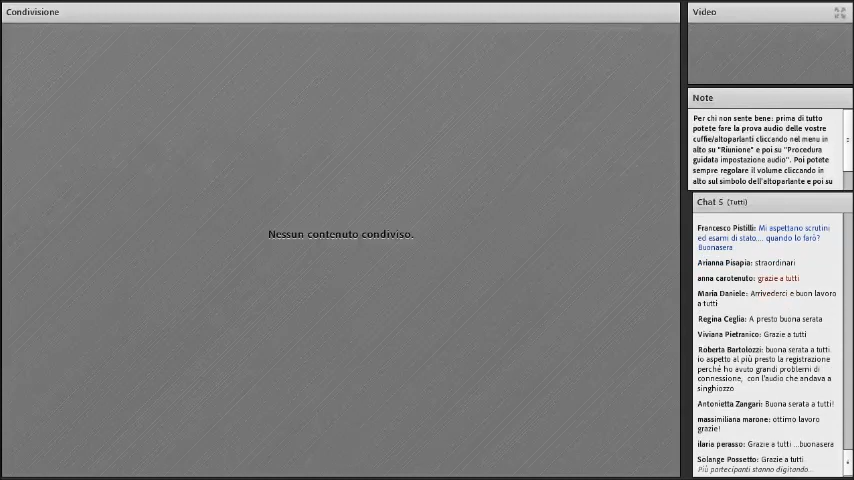 Condivisione
Nessun contenuto condiviso.
Video
Note
Per chi non sente bene: prima di tutto
potete fare la prova audio delle vostre
cuffie/altoparlanti cliccando nel menu in
alto su "Riunione" e poi su "Procedura
guidata impostazione audio". Poi potete
sempre regolare il volume cliccando in
alto sul simbolo dell'altoparlante e poi su
Chat 5 (Tutti)
Francesco Pistilli: Mi aspettano scrutini
ed esami di stato.... quando lo farò?
Buonasera
Arianna Pisapia: straordinari
anna carotenuto: grazie a tutti
Maria Daniele: Arrivederci e buon lavoro
a tutti
Regina Ceglia: A presto buona serata
Viviana Pietranico: Grazie a tutti
Roberta Bartolozzi: buona serata a tutti.
io aspetto al più presto la registrazione
perché ho avuto grandi problemi di
connessione, con l'audio che andava a
singhiozzo
Antonietta Zangari: Buona serata a tutti!
massimiliana marone: ottimo lavoro
grazie!
ilaria perasso: Grazie a tutti ...buonasera
Solange Possetto: Grazie a tutti
Più partecipanti stanno digitando...